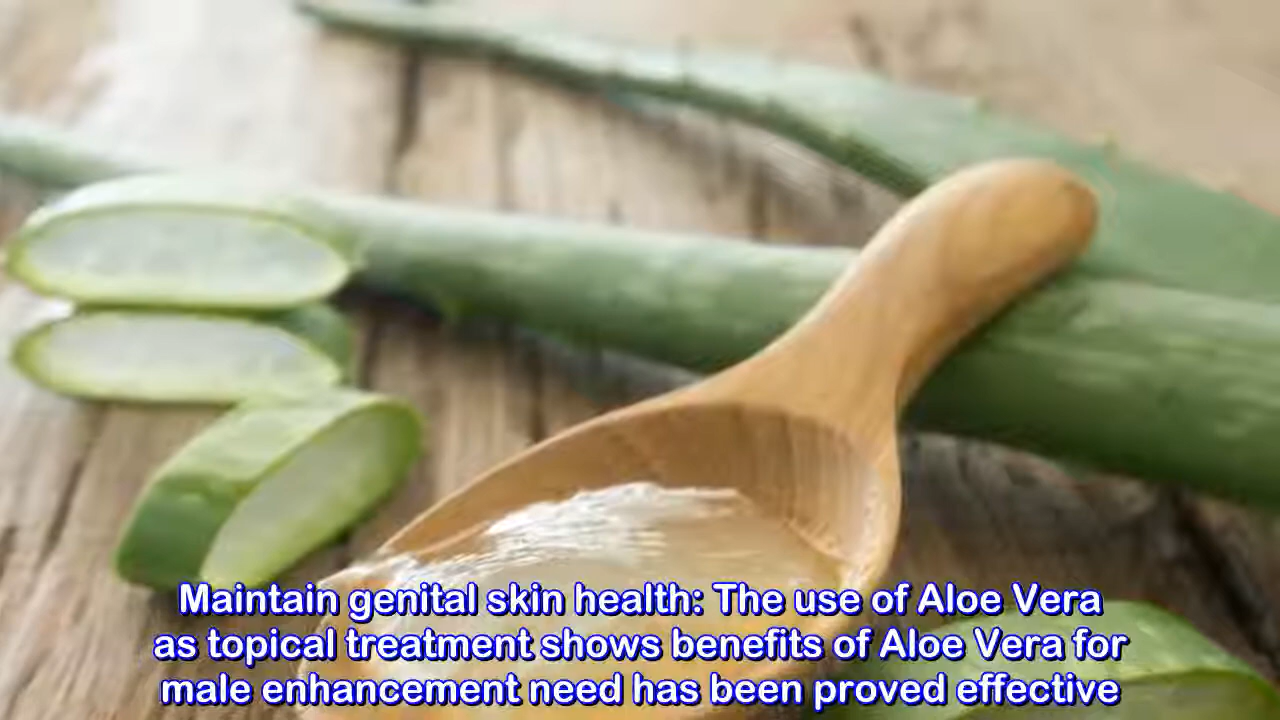 Maintain genital skin health: The use of Aloe Vera
as topical treatment shows benefits of Aloe Vera for
male enhancement need has been proved effective